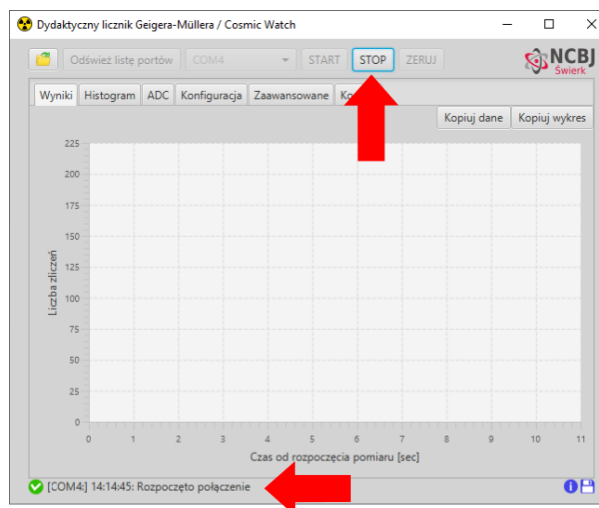 Dydaktyczny licznik Geigera-Müllera / Cosmic Watch
Odśwież listę portów COM4 START STOP ZERUJ
NCBJ
Świerk
Wyniki Histogram ADC Konfiguracja Zaawansowane
Kopiuj dane Kopiuj wykres
225
200
175
150
125
100
75
50
25
0
Liczba zliczeń
0 1 2 3 4 5 6 7 8 9 10 11
Czas od rozpoczęcia pomiaru [sec]
[COM4:] 14:14:45: Rozpoczęto połączenie